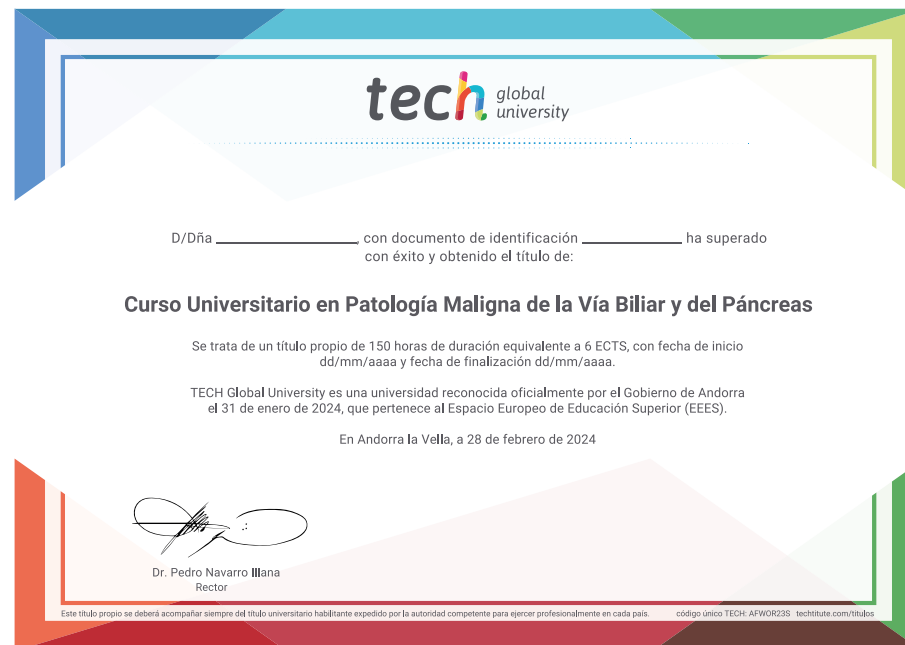 tech global university
D/Dña ___________________, con documento de identificación ______________ ha superado
con éxito y obtenido el título de:
Curso Universitario en Patología Maligna de la Vía Biliar y del Páncreas
Se trata de un título propio de 150 horas de duración equivalente a 6 ECTS, con fecha de inicio
dd/mm/aaaa y fecha de finalización dd/mm/aaaa.
TECH Global University es una universidad reconocida oficialmente por el Gobierno de Andorra
el 31 de enero de 2024, que pertenece al Espacio Europeo de Educación Superior (EEES).
En Andorra la Vella, a 28 de febrero de 2024
Dr. Pedro Navarro Illana
Rector
Este título propio se deberá acompañar siempre del título universitario habilitante expedido por la autoridad competente para ejercer profesionalmente en cada país. código único TECH: AFWOR23S techtitute.com/titulos